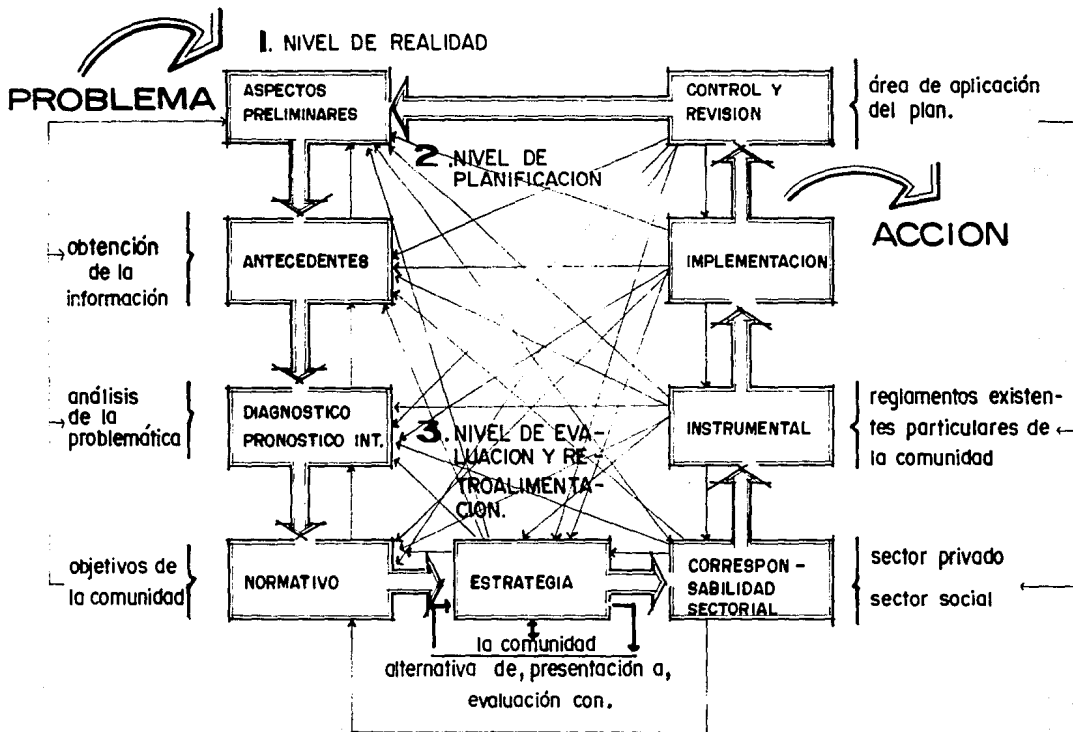 1. NIVEL DE REALIDAD
PROBLEMA
ASPECTOS
PRELIMINARES
CONTROL Y
REVISION
área de aplicación
del plan.
2. NIVEL DE
PLANIFICACION
ACCION
obtención
de la
información
ANTECEDENTES
IMPLEMENTACION
análisis
de la
problemática
DIAGNOSTICO
PRONOSTICO INT.
3. NIVEL DE EVA-
LUACION Y RE-
TROALIMENTA-
CION.
INSTRUMENTAL
reglamentos existen-
tes particulares de
la comunidad
objetivos de
la comunidad
NORMATIVO
ESTRATEGIA
CORRESPON-
SABILIDAD
SECTORIAL
sector privado
sector social
la comunidad
alternativa de, presentación a,
evaluación con.